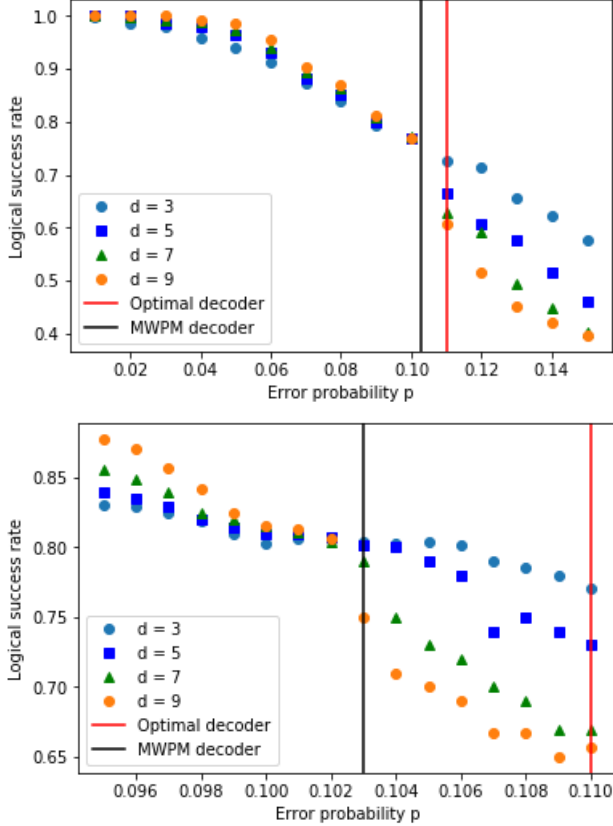 1.0
0.9
0.8
0.7
0.6
0.5
0.4
Logical success rate
d = 3
d = 5
d = 7
d = 9
Optimal decoder
MWPM decoder
0.02 0.04 0.06 0.08 0.10 0.12 0.14
Error probability p
0.85
0.80
0.75
0.70
0.65
Logical success rate
d = 3
d = 5
d = 7
d = 9
Optimal decoder
MWPM decoder
0.096 0.098 0.100 0.102 0.104 0.106 0.108 0.110
Error probability p